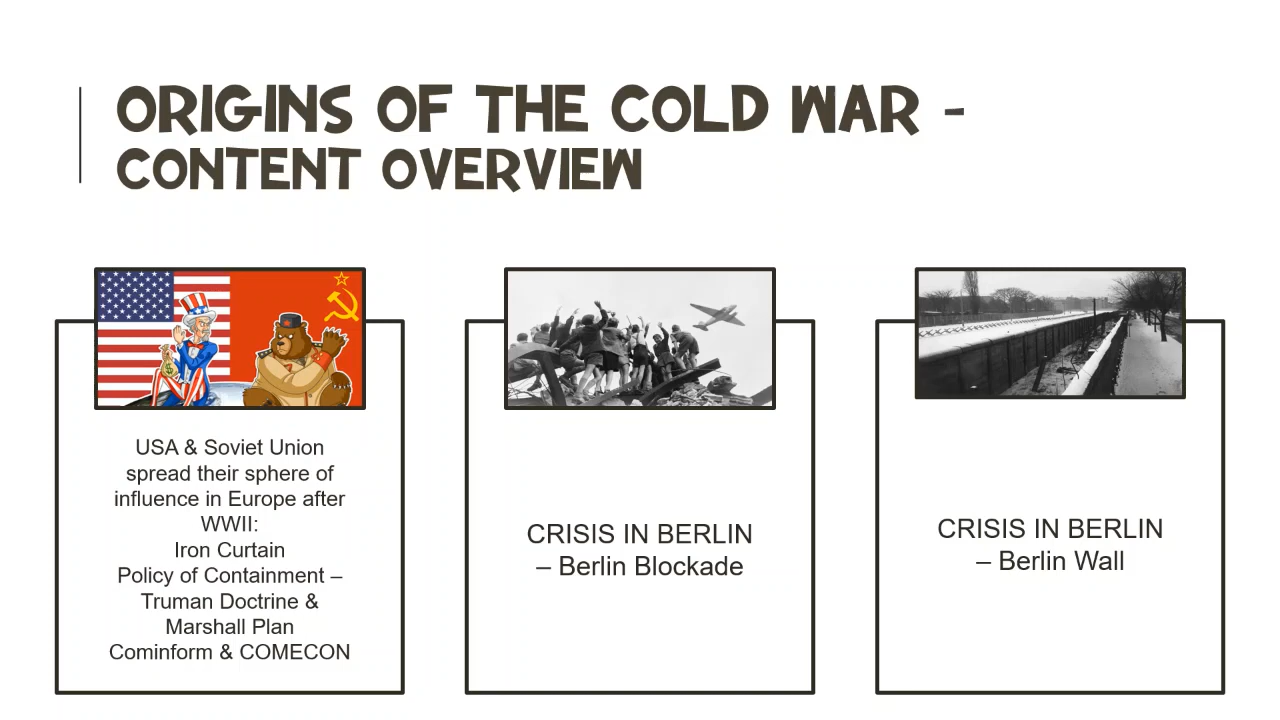 ORIGINS OF THE COLD WAR -
CONTENT OVERVIEW
USA & Soviet Union
spread their sphere of
influence in Europe after
WWII:
Iron Curtain
Policy of Containment –
Truman Doctrine &
Marshall Plan
Cominform & COMECON
CRISIS IN BERLIN
– Berlin Blockade
CRISIS IN BERLIN
– Berlin Wall